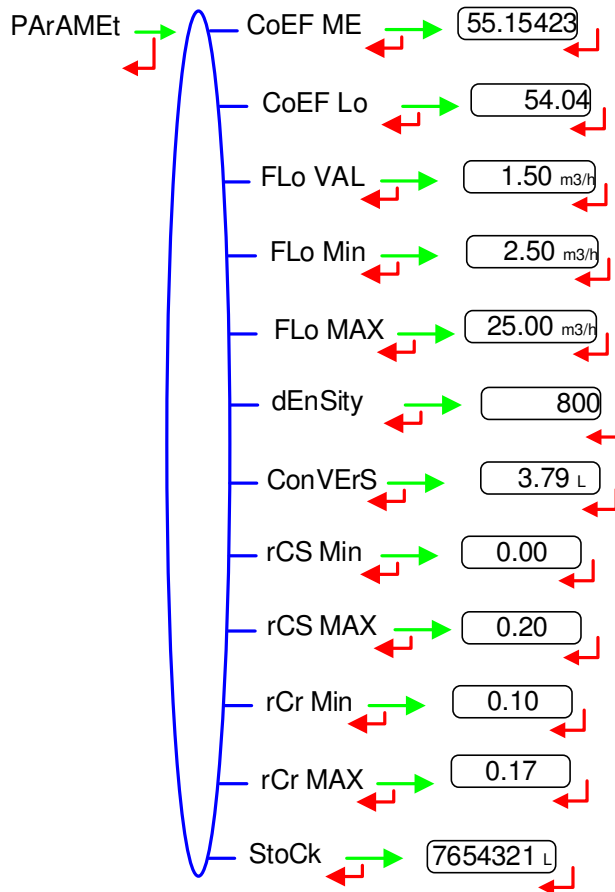 PArAMEt CoEF ME 55.15423
CoEF Lo 54.04
FLo VAL 1.50 m3/h
FLo Min 2.50 m3/h
FLo MAX 25.00 m3/h
dEnSity 800
ConVErS 3.79 L
rCS Min 0.00
rCS MAX 0.20
rCr Min 0.10
rCr MAX 0.17
StoCk 7654321 L